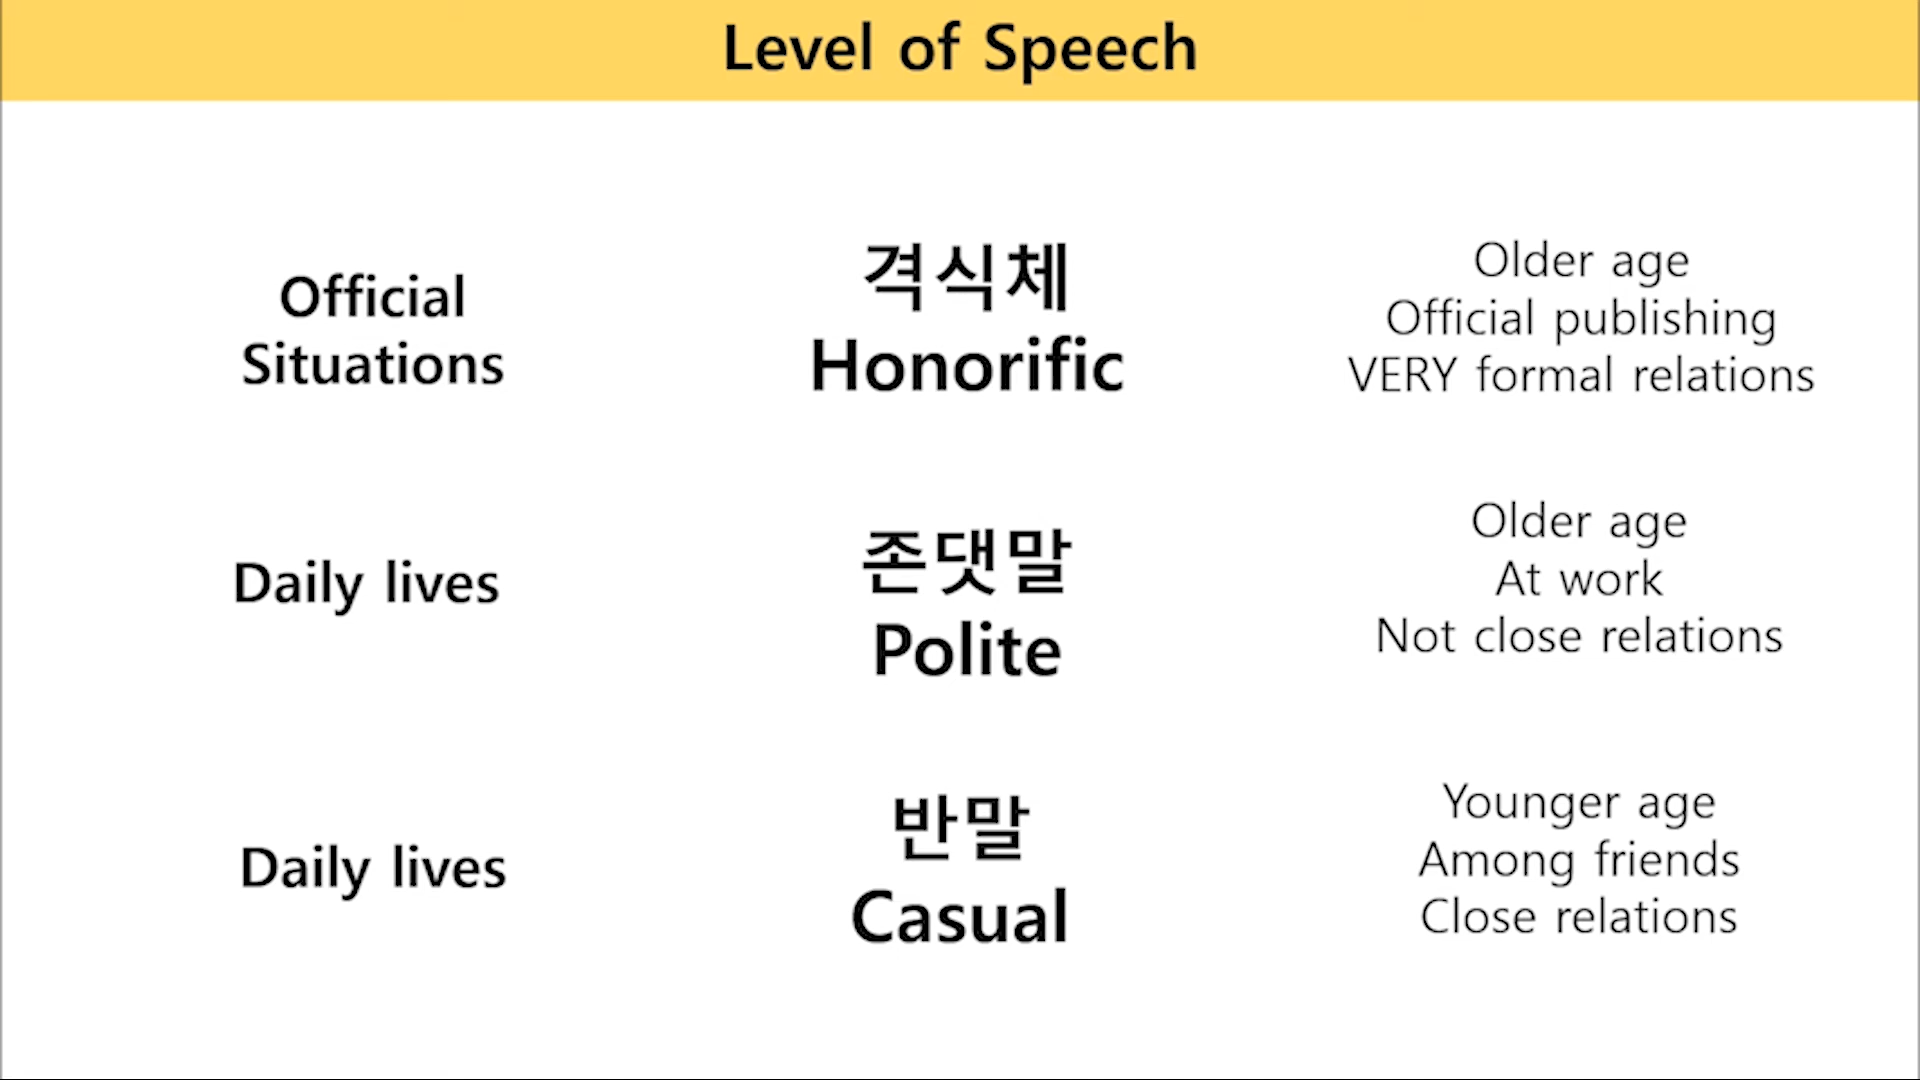 Level of Speech
Official
Situations
격식체
Honorific
Older age
Official publishing
VERY formal relations
Daily lives
존댓말
Polite
Older age
At work
Not close relations
Daily lives
반말
Casual
Younger age
Among friends
Close relations